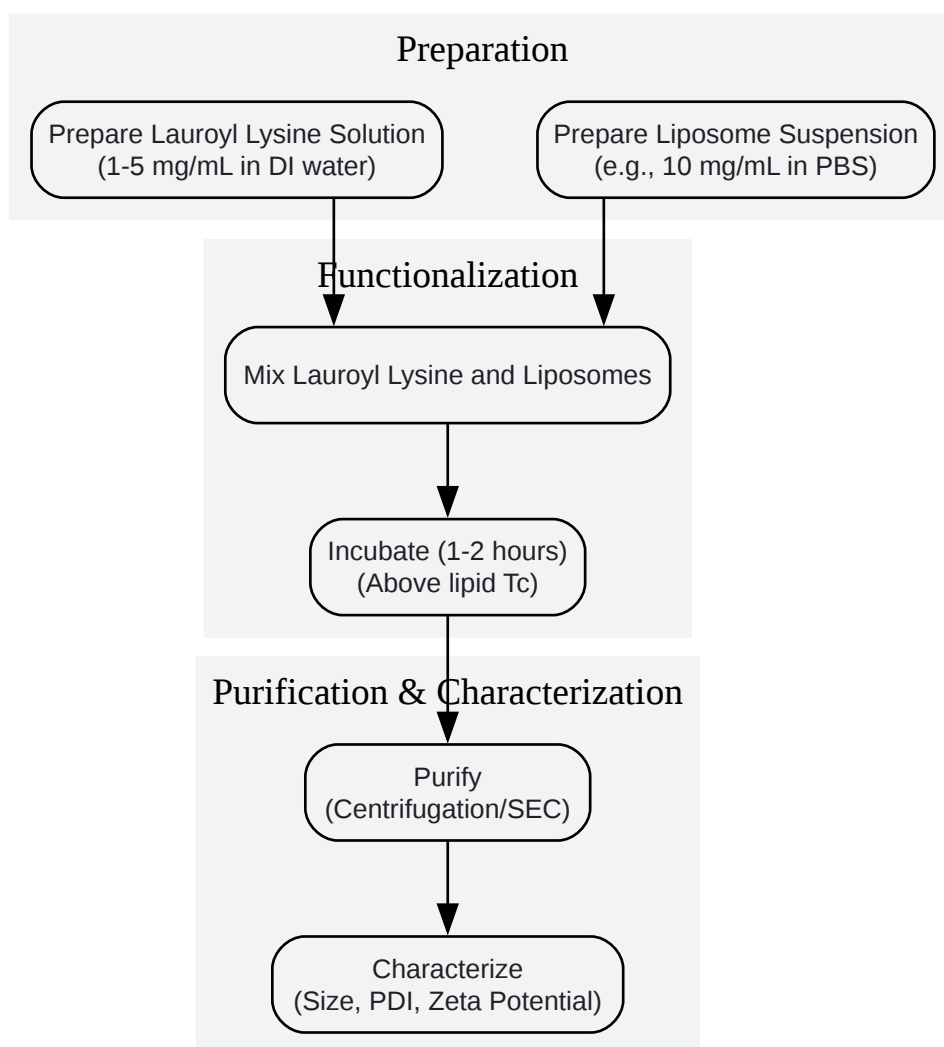 Preparation
Prepare Lauroyl Lysine Solution
(1-5 mg/mL in DI water)
Prepare Liposome Suspension
(e.g., 10 mg/mL in PBS)
Functionalization
Mix Lauroyl Lysine and Liposomes
Incubate (1-2 hours)
(Above lipid Tc)
Purification & Characterization
Purify
(Centrifugation/SEC)
Characterize
(Size, PDI, Zeta Potential)